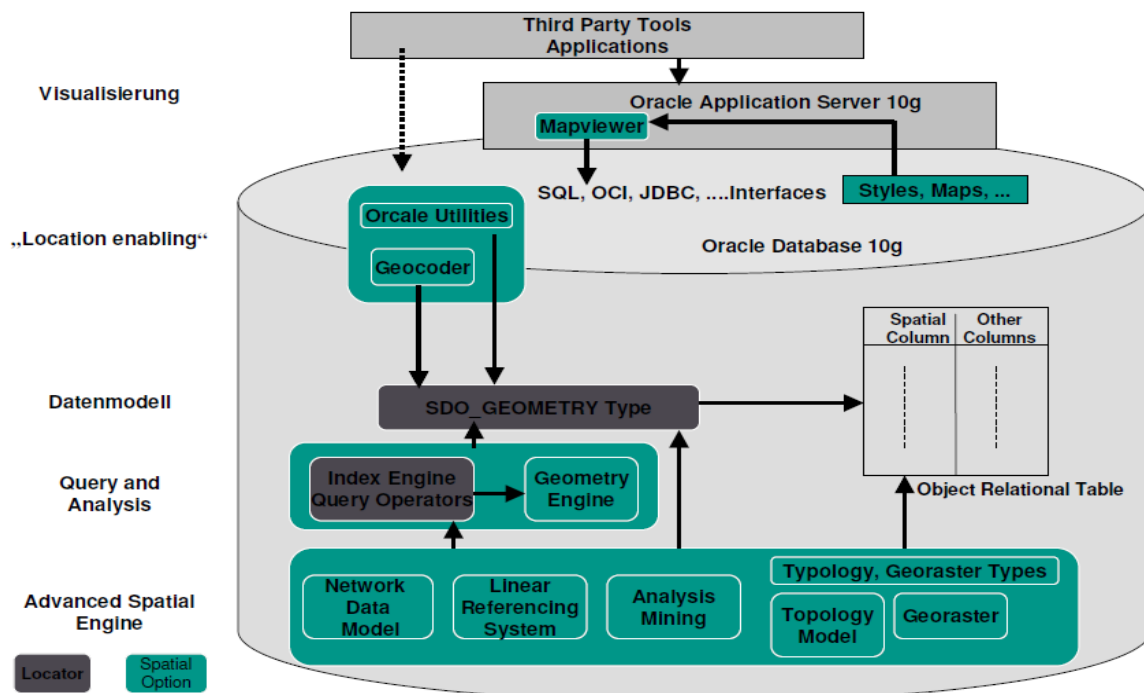 Third Party Tools
Applications
Visualisierung
Oracle Application Server 10g
Mapviewer
SQL, OCI, JDBC, ....Interfaces
Styles, Maps, ...
„Location enabling“
Orcale Utilities
Geocoder
Oracle Database 10g
Spatial
Column
Other
Columns
Datenmodell
SDO_GEOMETRY Type
Query and
Analysis
Index Engine
Query Operators
Geometry
Engine
Object Relational Table
Advanced Spatial
Engine
Network
Data
Model
Linear
Referencing
System
Analysis
Mining
Typology, Georaster Types
Topology
Model
Georaster
Locator
Spatial
Option